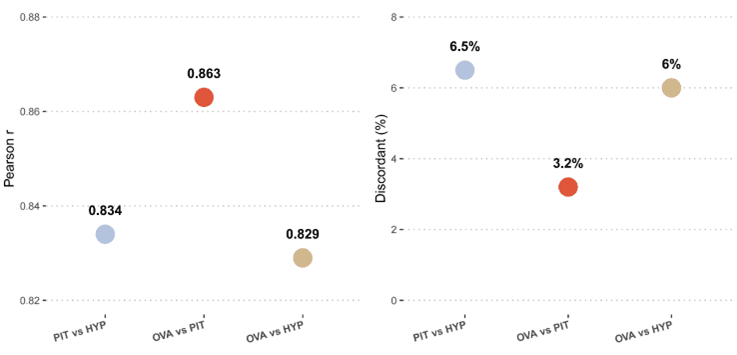 Pearson r
0.88
0.86
0.84
0.82
0.834
0.863
0.829
PIT vs HYP
OVA vs PIT
OVA vs HYP
Discordant (%)
8
6
4
2
0
6.5%
3.2%
6%
PIT vs HYP
OVA vs PIT
OVA vs HYP